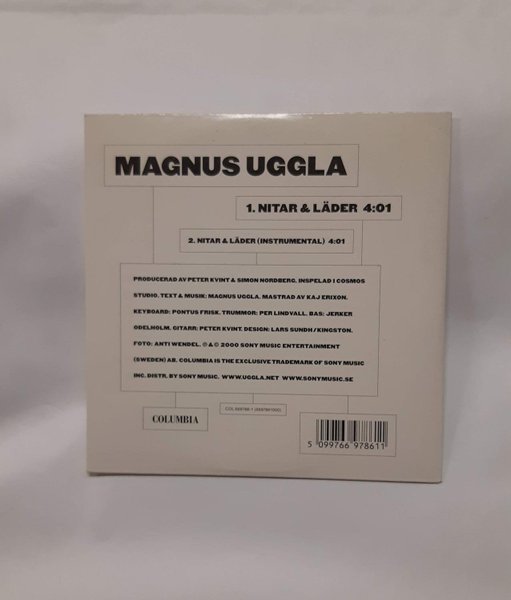 MAGNUS UGGLA
1. NITAR & LÄDER 4:01
2. NITAR & LÄDER (INSTRUMENTAL) 4:01
PRODUCERAD AV PETER KVINT & SIMON NORDBERG. INSPELAD I COSMOS
STUDIO. TEXT & MUSIK: MAGNUS UGGLA. MASTRAD AV KAJ ERIXON.
KEYBOARD: PONTUS FRISK. TRUMMOR: PER LINDVALL. BAS: JERKER
ODELHOLM. GITARR: PETER KVINT. DESIGN: LARS SUNDH/KINGSTON.
FOTO: ANTI WENDEL. ℗ & © 2000 SONY MUSIC ENTERTAINMENT
(SWEDEN) AB. COLUMBIA IS THE EXCLUSIVE TRADEMARK OF SONY MUSIC
INC. DISTR. BY SONY MUSIC. WWW.UGGLA.NET WWW.SONYMUSIC.SE
COLUMBIA
5 099766 978611